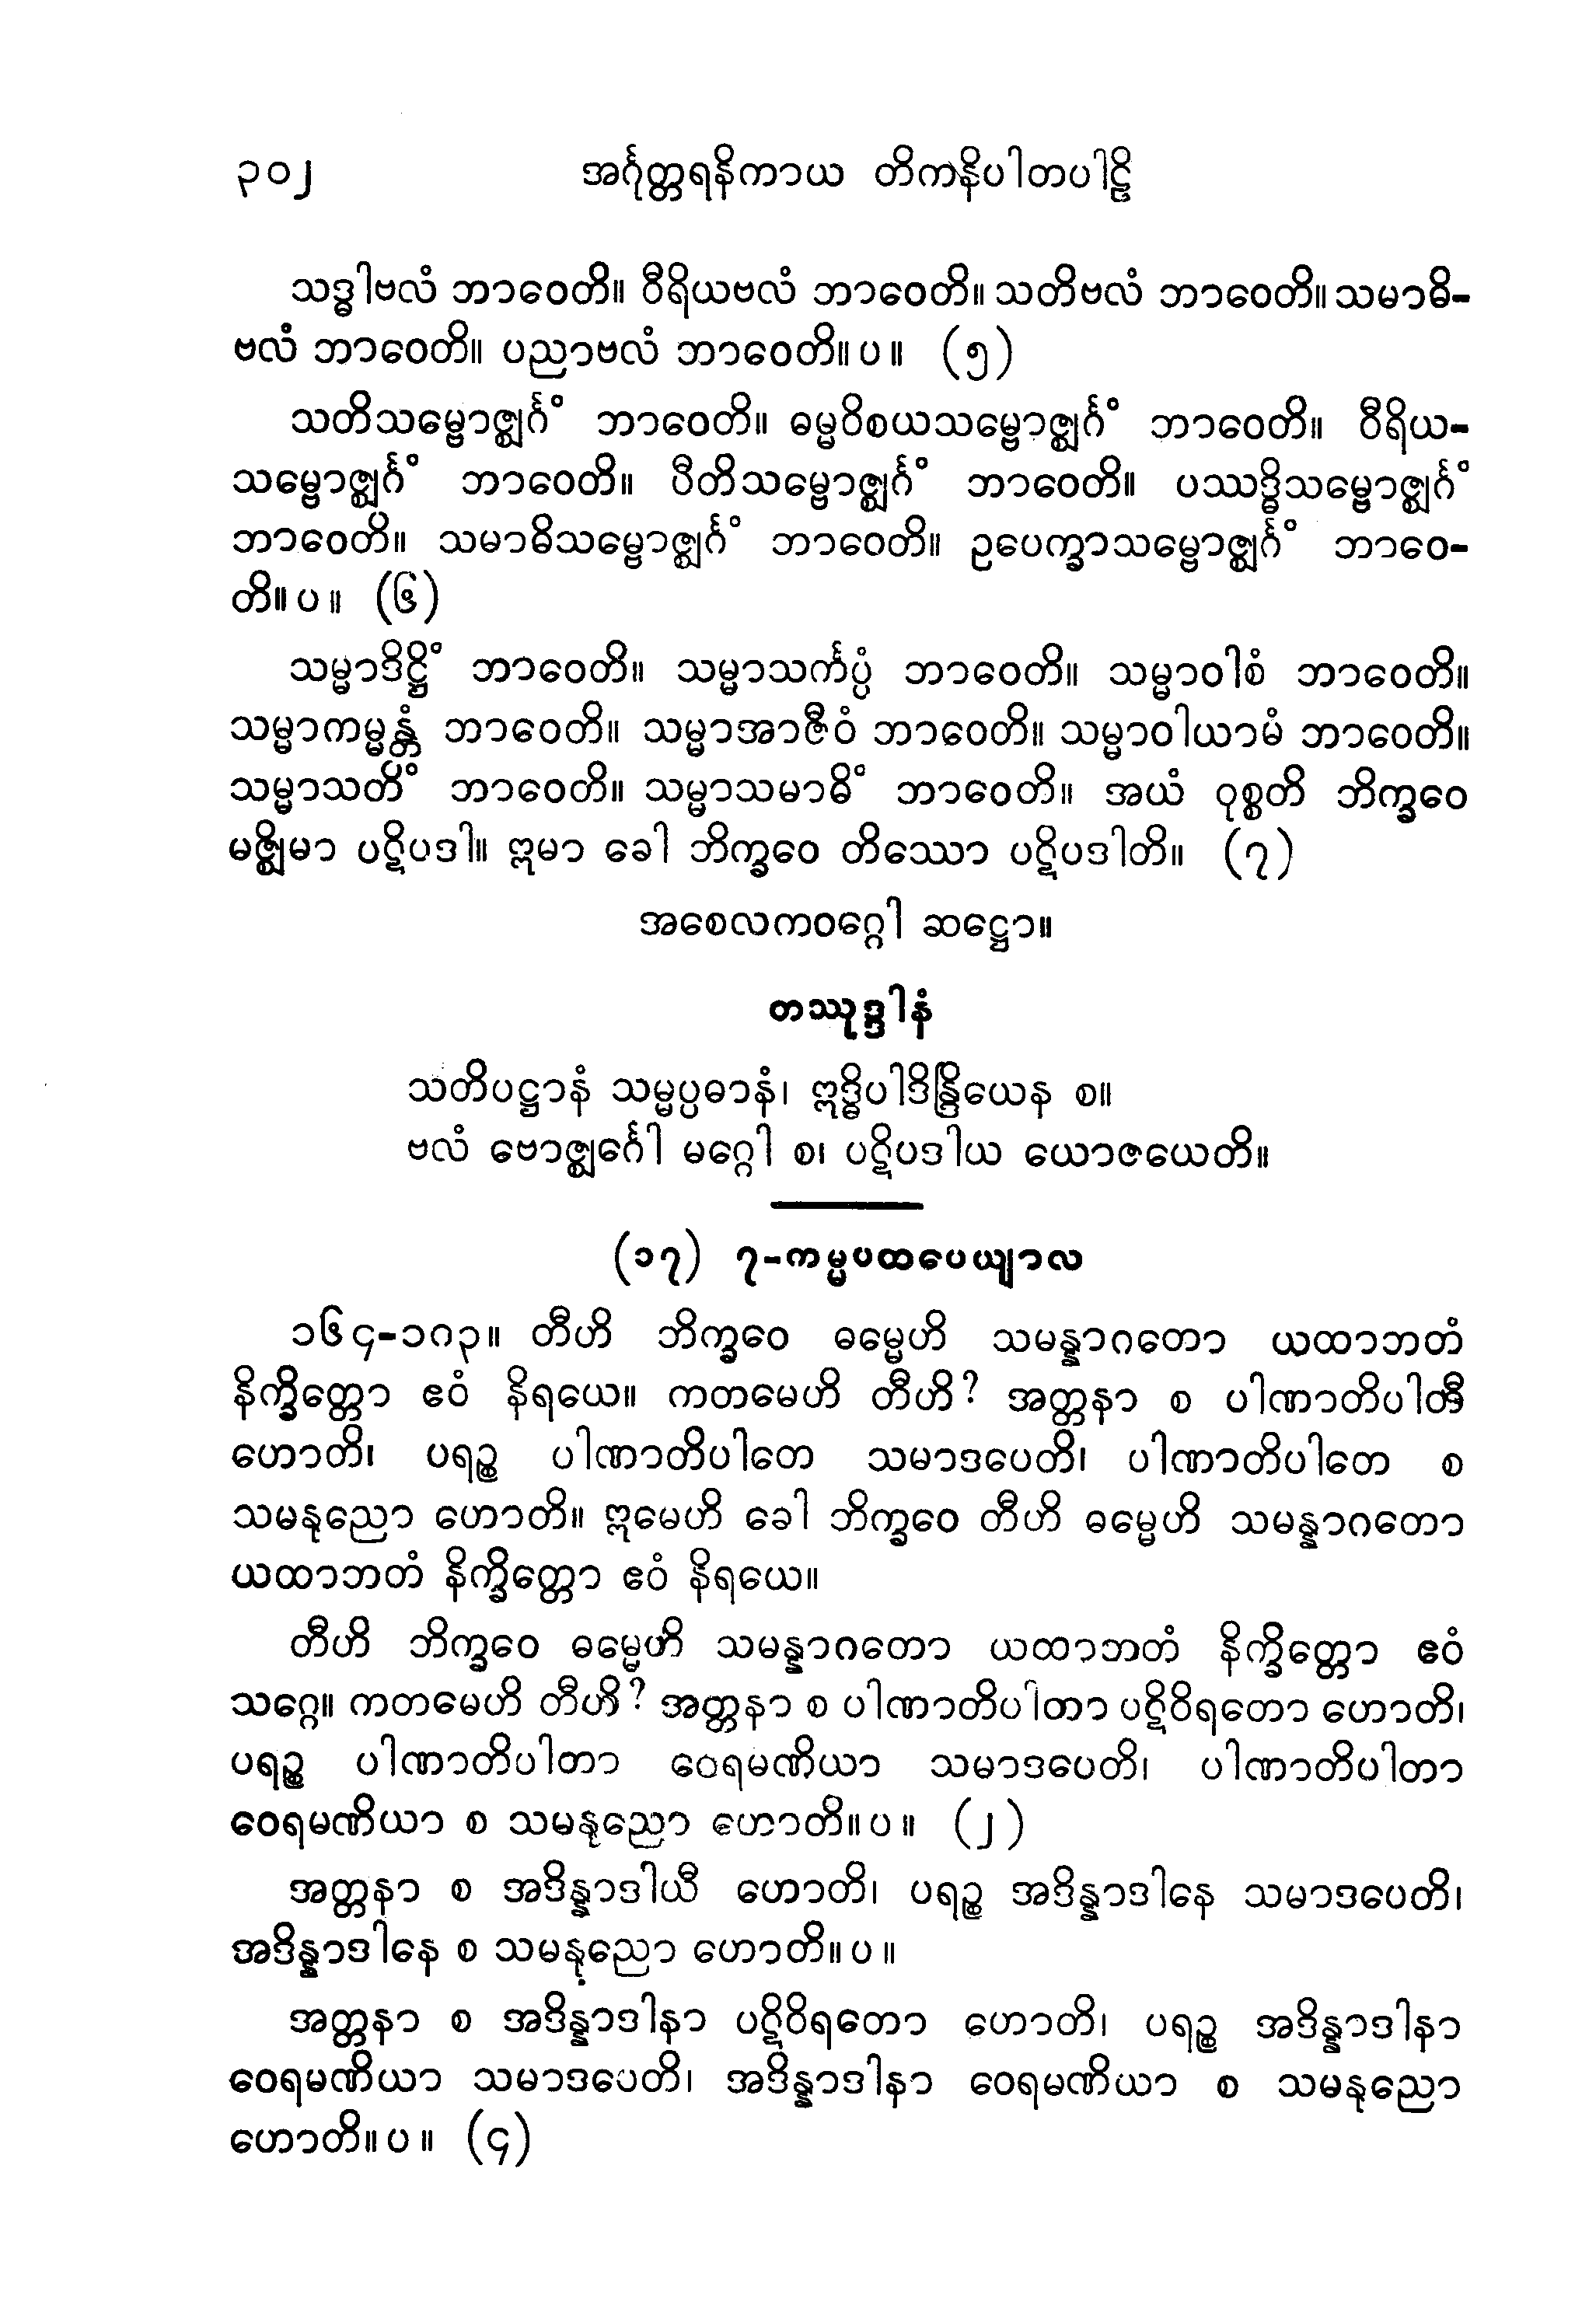 ၃၀၂ အင်္ဂုတ္တရနိကာယ တိကနိပါတပါဠိ
သဒ္ဓါဗလံ ဘာဝေတိ။ ဝီရိယဗလံ ဘာဝေတိ။ သတိဗလံ ဘာဝေတိ။ သမာဓိ-
ဗလံ ဘာဝေတိ။ ပညာဗလံ ဘာဝေတိ။ပ။ (၅)
သတိသမ္ဗောဇ္ဈင်္ဂံ ဘာဝေတိ။ ဓမ္မဝိစယသမ္ဗောဇ္ဈင်္ဂံ ဘာဝေတိ။ ဝီရိယ-
သမ္ဗောဇ္ဈင်္ဂံ ဘာဝေတိ။ ပီတိသမ္ဗောဇ္ဈင်္ဂံ ဘာဝေတိ။ ပဿဒ္ဓိသမ္ဗောဇ္ဈင်္ဂံ
ဘာဝေတိ။ သမာဓိသမ္ဗောဇ္ဈင်္ဂံ ဘာဝေတိ။ ဥပေက္ခာသမ္ဗောဇ္ဈင်္ဂံ ဘာဝေ-
တိ။ပ။ (၆)
သမ္မာဒိဋ္ဌိံ ဘာဝေတိ။ သမ္မာသင်္ကပ္ပံ ဘာဝေတိ။ သမ္မာဝါစံ ဘာဝေတိ။
သမ္မာကမ္မန္တံ ဘာဝေတိ။ သမ္မာအာဇီဝံ ဘာဝေတိ။ သမ္မာဝါယာမံ ဘာဝေတိ။
သမ္မာသတိံ ဘာဝေတိ။ သမ္မာသမာဓိံ ဘာဝေတိ။ အယံ ဝုစ္စတိ ဘိက္ခဝေ
မဇ္ဈိမာ ပဋိပဒါ။ ဣမာ ခေါ ဘိက္ခဝေ တိဿော ပဋိပဒါတိ။ (၇)
အစေလကဝဂ္ဂေါ ဆဋ္ဌော။
တဿုဒ္ဒါနံ
သတိပဋ္ဌာနံ သမ္မပ္ပဓာနံ၊ ဣဒ္ဓိပါဒိန္ဒြိယေန စ။
ဗလံ ဗောဇ္ဈင်္ဂေါ မဂ္ဂေါ စ၊ ပဋိပဒါယ ယောဇယေတိ။
(၁၇) ၇-ကမ္မပထပေယျာလ
၁၆၄-၁၈၃။ တီဟိ ဘိက္ခဝေ ဓမ္မေဟိ သမန္နာဂတော ယထာဘတံ
နိက္ခိတ္တော ဧဝံ နိရယေ။ ကတမေဟိ တီဟိ? အတ္တနာ စ ပါဏာတိပါတီ
ဟောတိ၊ ပရဉ္စ ပါဏာတိပါတေ သမာဒပေတိ၊ ပါဏာတိပါတေ စ
သမနုညော ဟောတိ။ ဣမေဟိ ခေါ ဘိက္ခဝေ တီဟိ ဓမ္မေဟိ သမန္နာဂတော
ယထာဘတံ နိက္ခိတ္တော ဧဝံ နိရယေ။
တီဟိ ဘိက္ခဝေ ဓမ္မေဟိ သမန္နာဂတော ယထာဘတံ နိက္ခိတ္တော ဧဝံ
သဂ္ဂေ။ ကတမေဟိ တီဟိ? အတ္တနာ စ ပါဏာတိပါတာ ပဋိဝိရတော ဟောတိ၊
ပရဉ္စ ပါဏာတိပါတာ ဝေရမဏိယာ သမာဒပေတိ၊ ပါဏာတိပါတာ
ဝေရမဏိယာ စ သမနုညော ဟောတိ။ပ။ (၂)
အတ္တနာ စ အဒိန္နာဒါယီ ဟောတိ၊ ပရဉ္စ အဒိန္နာဒါနေ သမာဒပေတိ၊
အဒိန္နာဒါနေ စ သမနုညော ဟောတိ။ပ။
အတ္တနာ စ အဒိန္နာဒါနာ ပဋိဝိရတော ဟောတိ၊ ပရဉ္စ အဒိန္နာဒါနာ
ဝေရမဏိယာ သမာဒပေတိ၊ အဒိန္နာဒါနာ ဝေရမဏိယာ စ သမနုညော
ဟောတိ။ပ။ (၄)